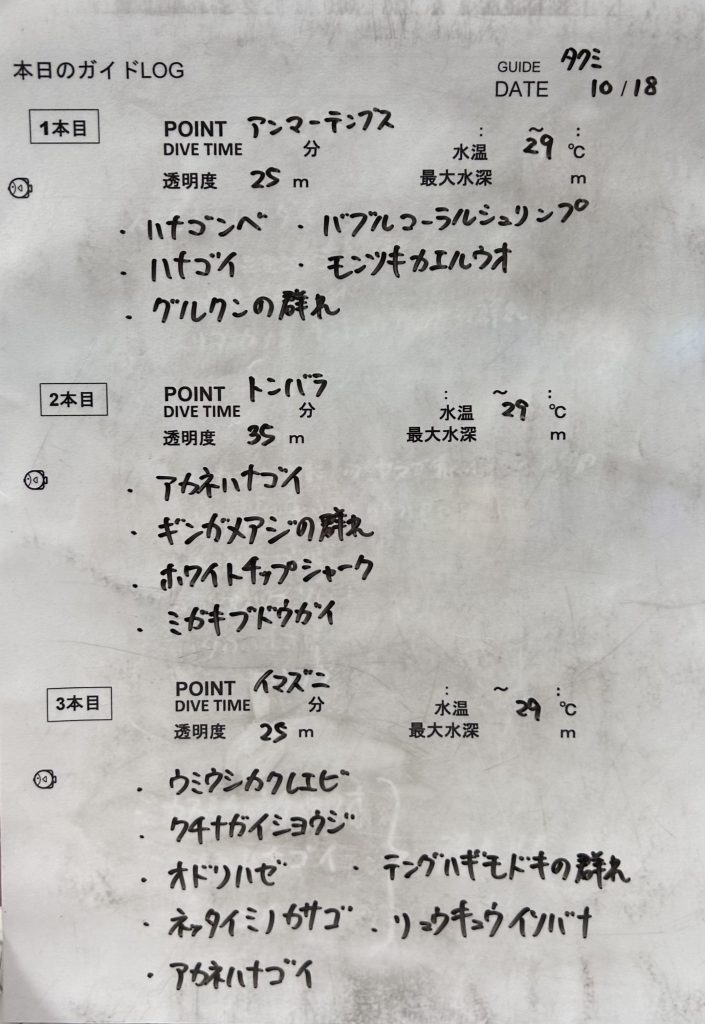 本日のガイドLOG
GUIDE タクミ
DATE 10/18
1本目
POINT アンマーテンブス : ～ :
DIVE TIME 分 水温 29 ℃
透明度 25 m 最大水深 m
・ハナゴンベ ・バブルコーラルシュリンプ
・ハナゴイ ・モンツキカエルウオ
・グルクンの群れ
2本目
POINT トンバラ : ～ :
DIVE TIME 分 水温 29 ℃
透明度 35 m 最大水深 m
・アカネハナゴイ
・ギンガメアジの群れ
・ホワイトチップシャーク
・ミガキブドウガイ
3本目
POINT イマズニ : ～ :
DIVE TIME 分 水温 29 ℃
透明度 25 m 最大水深 m
・ウミウシカクレエビ
・クチナガイシヨウジ
・オドリハゼ ・テングハギモドキの群れ
・ネッタイミノカサゴ ・リュウキュウイソバナ
・アカネハナゴイ